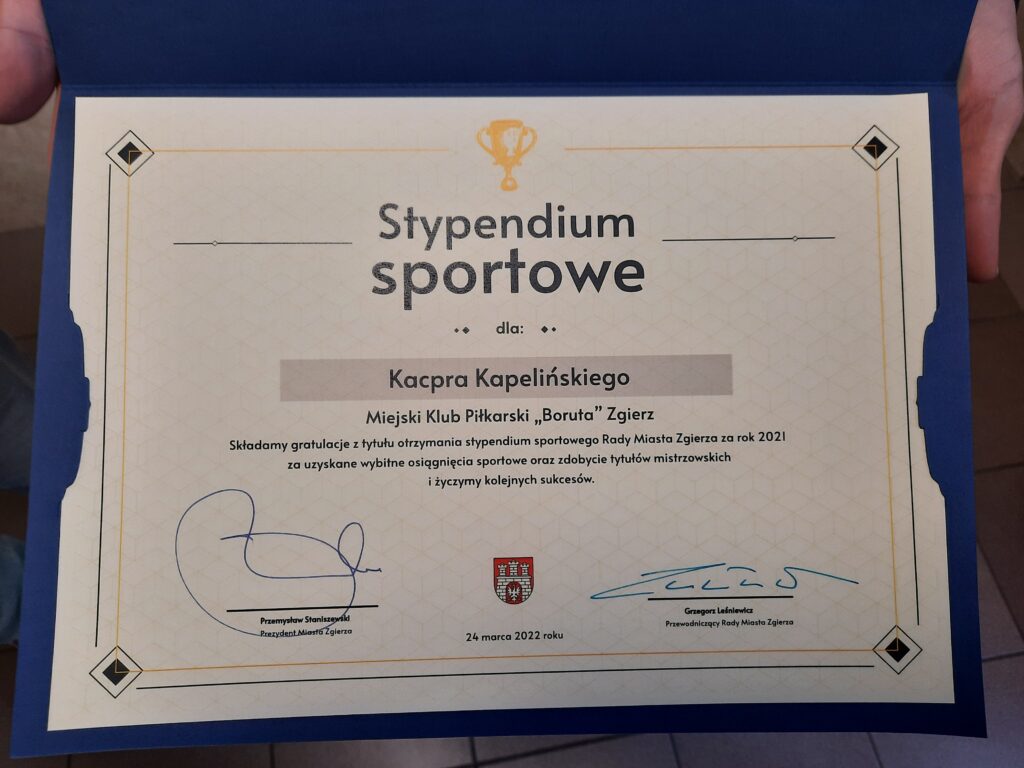 Stypendium
sportowe
dla:
Kacpra Kapelińskiego
Miejski Klub Piłkarski „Boruta” Zgierz
Składamy gratulacje z tytułu otrzymania stypendium sportowego Rady Miasta Zgierza za rok 2021
za uzyskane wybitne osiągnięcia sportowe oraz zdobycie tytułów mistrzowskich
i życzymy kolejnych sukcesów.
Przemysław Staniszewski
Prezydent Miasta Zgierza
24 marca 2022 roku
Grzegorz Leśniewicz
Przewodniczący Rady Miasta Zgierza